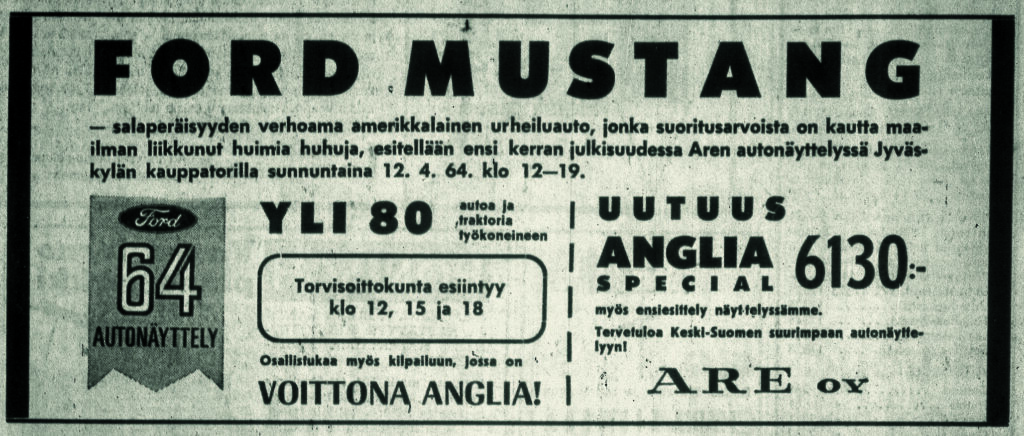 FORD MUSTANG
— salaperäisyyden verhoama amerikkalainen urheiluauto, jonka suoritusarvoista on kautta maa-
ilman liikkunut huimia huhuja, esitellään ensi kerran julkisuudessa Aren autonäyttelyssä Jyväs-
kylän kauppatorilla sunnuntaina 12. 4. 64. klo 12—19.
Ford
64
AUTONÄYTTELY
YLI 80
autoa ja
traktoria
työkoneineen
Torvisoittokunta esiintyy
klo 12, 15 ja 18
Osallistukaa myös kilpailuun, jossa on
VOITTONA ANGLIA!
UUTUUS
ANGLIA
SPECIAL
6130:-
myös ensiesittely näyttelyssämme.
Tervetuloa Keski-Suomen suurimpaan autonäytte-
lyyn!
ARE OY